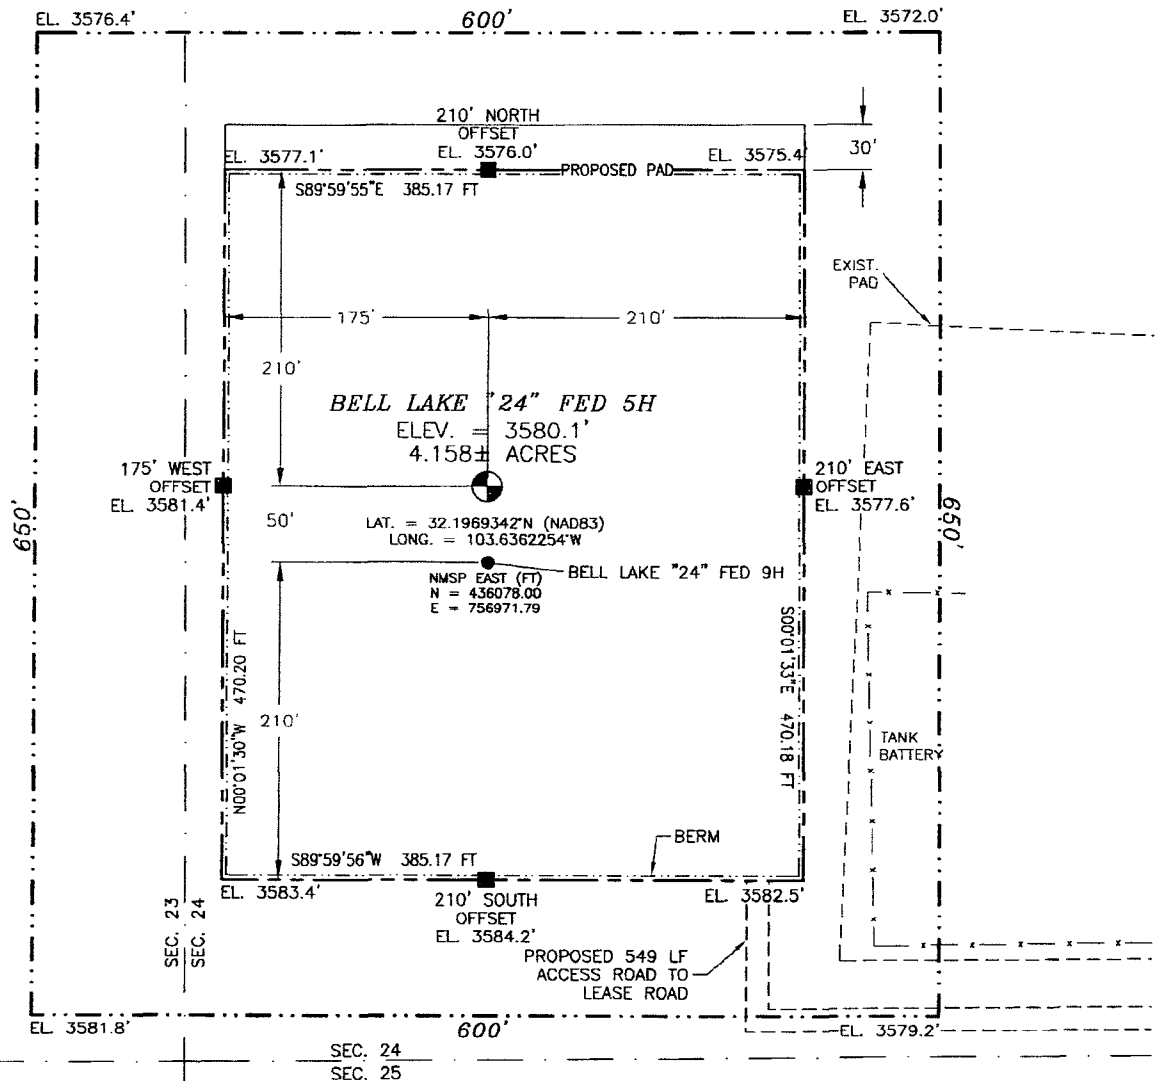 EL. 3576.4'
600'
EL. 3572.0'
210' NORTH
OFFSET
EL. 3576.0'
EL. 3577.1'
EL. 3575.4'
30'
PROPOSED PAD
S89°59'55"E 385.17 FT
EXIST.
PAD
175'
210'
210'
BELL LAKE "24" FED 5H
ELEV. = 3580.1'
4.158± ACRES
175' WEST
OFFSET
EL. 3581.4'
210' EAST
OFFSET
EL. 3577.6'
650'
650'
50'
LAT. = 32.1969342°N (NAD83)
LONG. = 103.6362254°W
BELL LAKE "24" FED 9H
NMSP EAST (FT)
N = 436078.00
E = 756971.79
N00°01'30"W 470.20 FT
S00°01'33"E 470.18 FT
210'
TANK
BATTERY
BERM
S89°59'56"W 385.17 FT
EL. 3583.4'
210' SOUTH
OFFSET
EL. 3584.2'
EL. 3582.5'
SEC. 23
SEC. 24
PROPOSED 549 LF
ACCESS ROAD TO
LEASE ROAD
EL. 3581.8'
600'
EL. 3579.2'
SEC. 24
SEC. 25